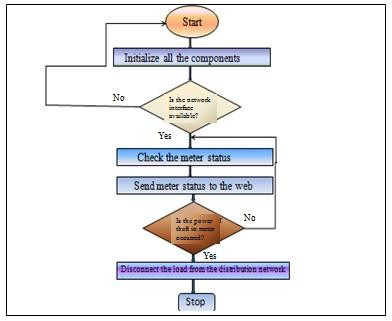 Start
Initialize all the components
No
Is the network
interface
available?
Yes
Check the meter status
Send meter status to the web
Is the power
theft in meter
occurred?
No
Yes
Disconnect the load from the distribution network
Stop